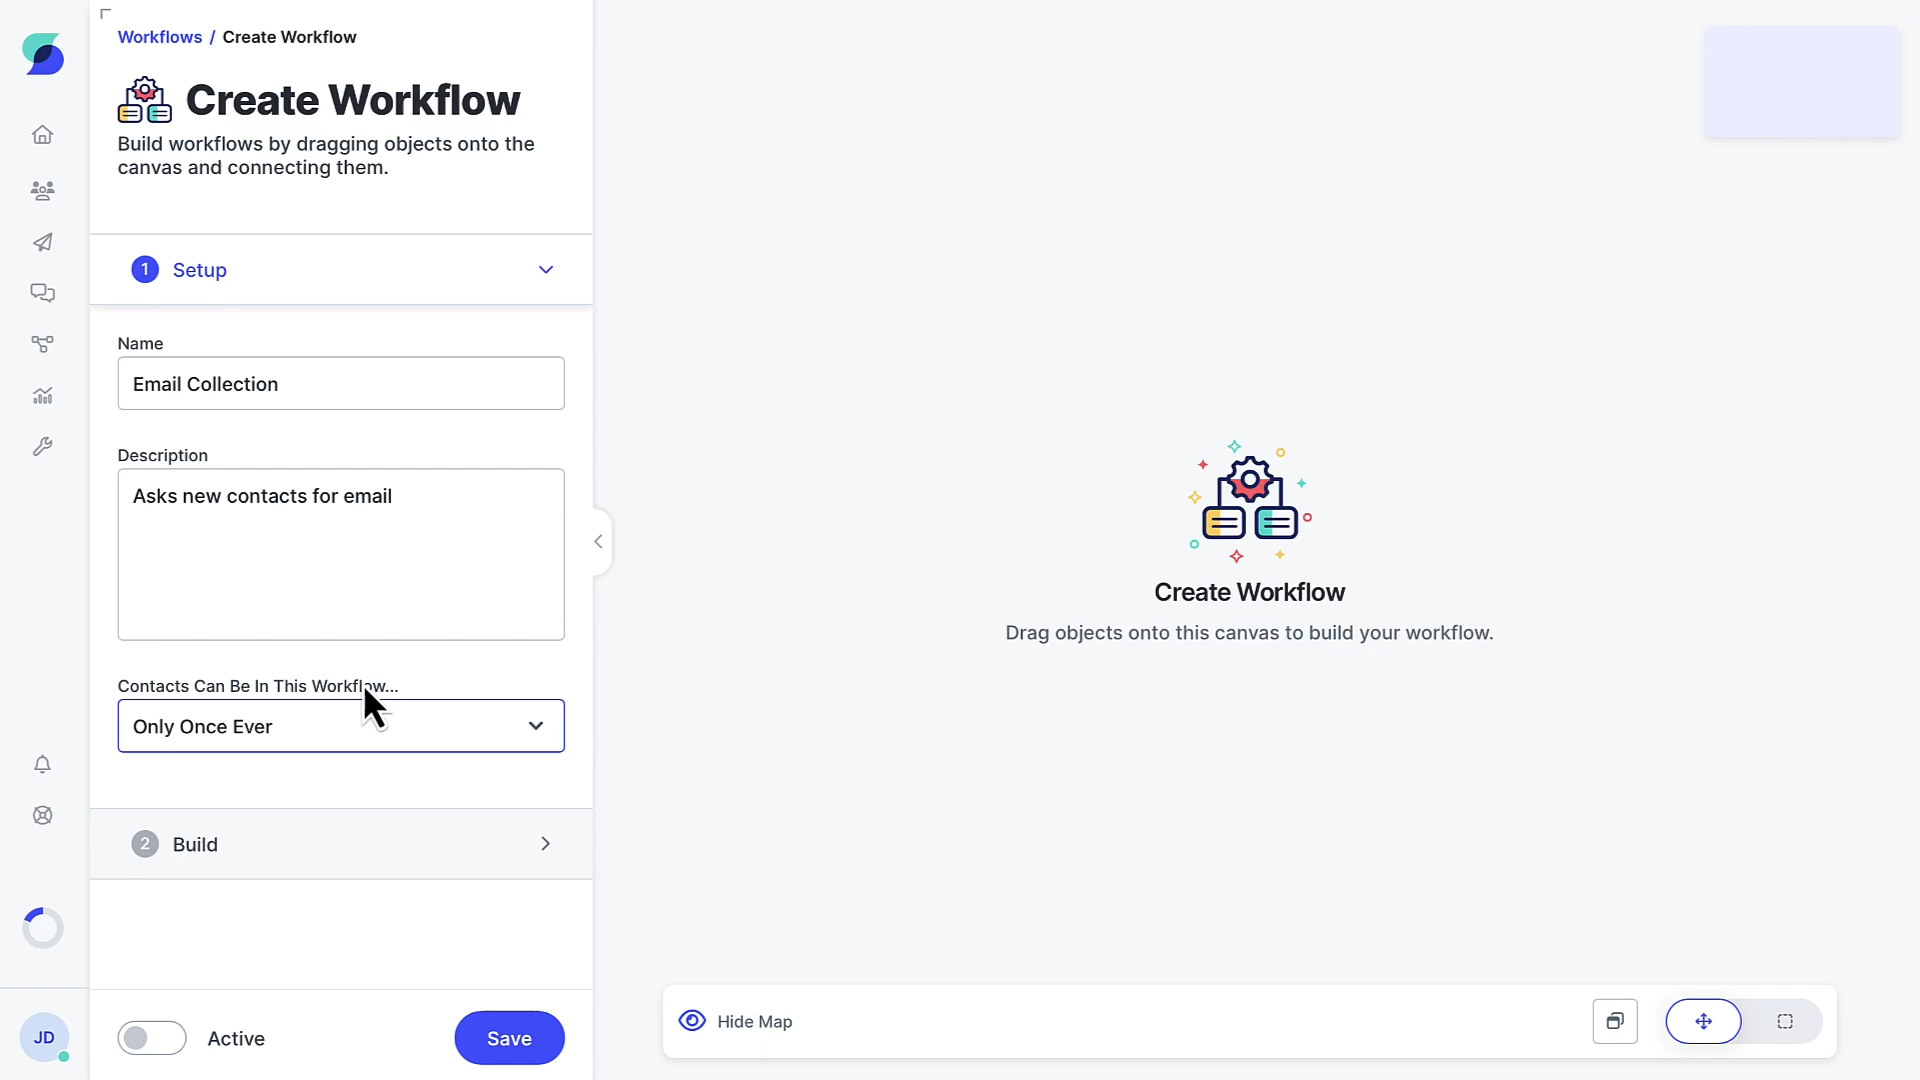 Workflows / Create Workflow
Create Workflow
Build workflows by dragging objects onto the
canvas and connecting them.
1 Setup
Name
Email Collection
Description
Asks new contacts for email
Contacts Can Be In This Workflow...
Only Once Ever
2 Build
Active
Save
JD
Create Workflow
Drag objects onto this canvas to build your workflow.
Hide Map